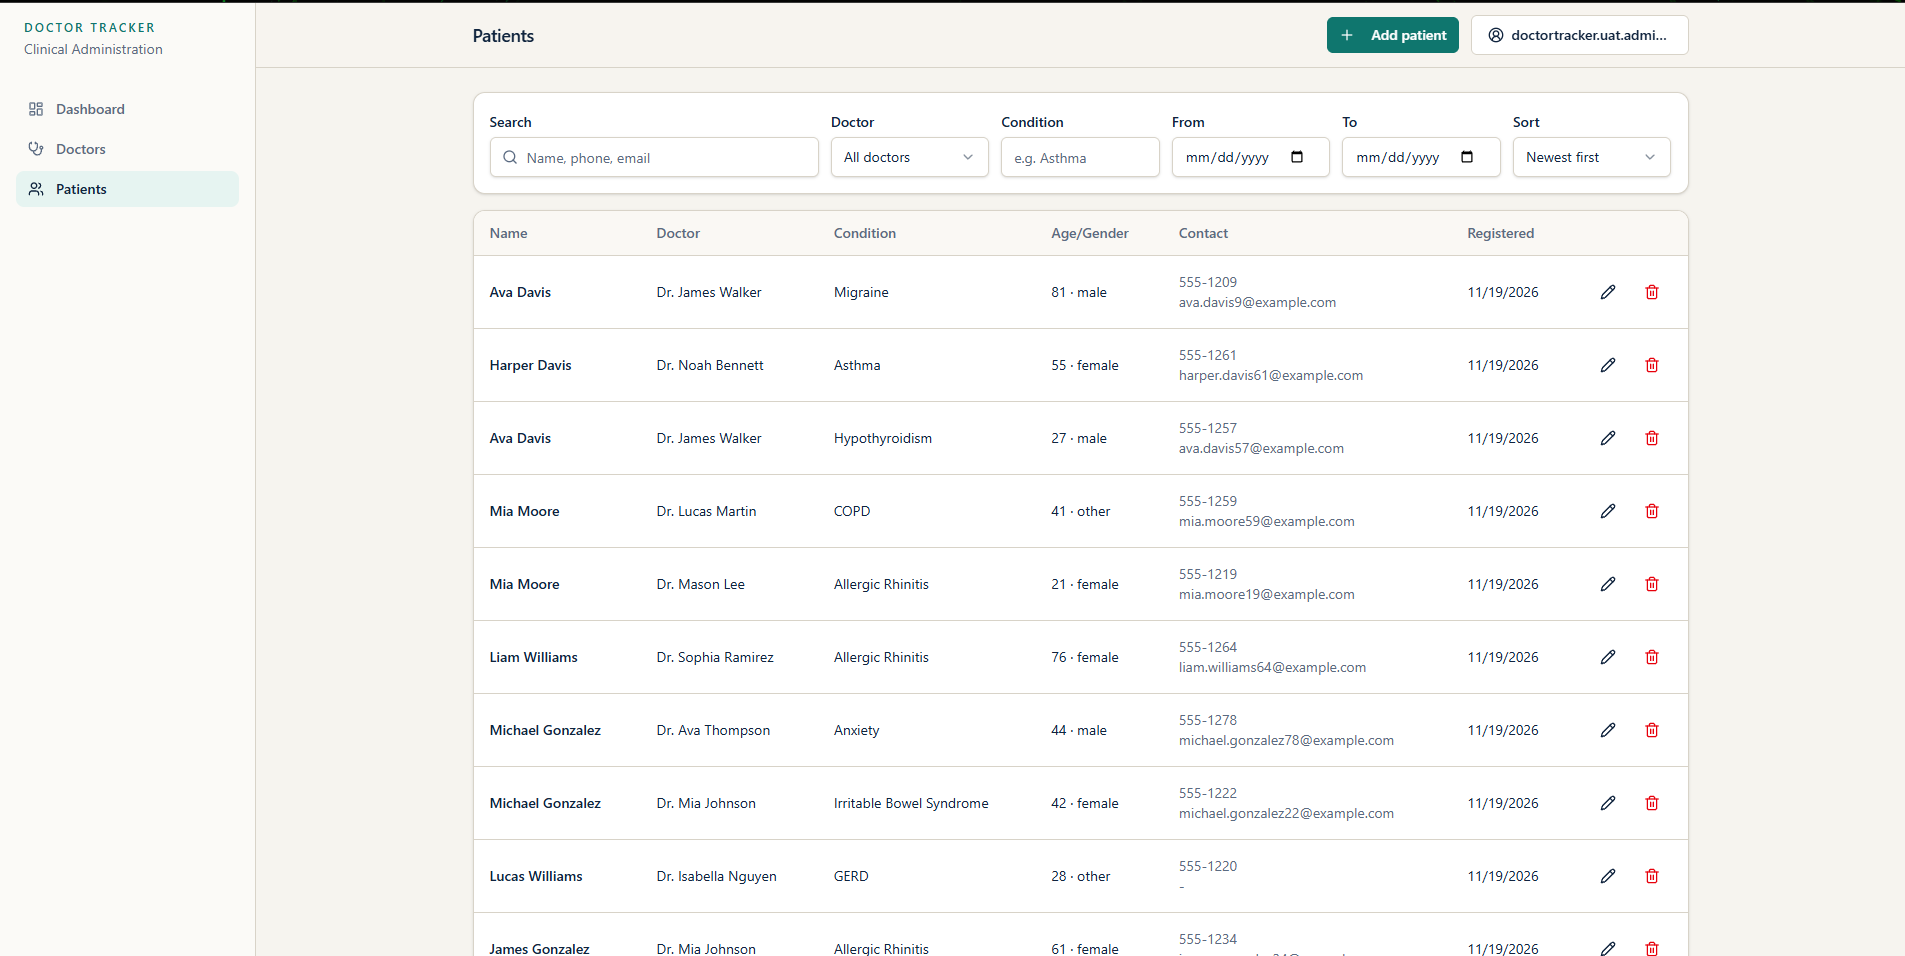 DOCTOR TRACKER
Clinical Administration
Dashboard
Doctors
Patients
Patients
Add patient
doctortracker.uat.admi...
Search Doctor Condition From To Sort
Name, phone, email All doctors e.g. Asthma mm/dd/yyyy mm/dd/yyyy Newest first
Name Doctor Condition Age/Gender Contact Registered
Ava Davis Dr. James Walker Migraine 81 · male 555-1209 11/19/2026
ava.davis9@example.com
Harper Davis Dr. Noah Bennett Asthma 55 · female 555-1261 11/19/2026
harper.davis61@example.com
Ava Davis Dr. James Walker Hypothyroidism 27 · male 555-1257 11/19/2026
ava.davis57@example.com
Mia Moore Dr. Lucas Martin COPD 41 · other 555-1259 11/19/2026
mia.moore59@example.com
Mia Moore Dr. Mason Lee Allergic Rhinitis 21 · female 555-1219 11/19/2026
mia.moore19@example.com
Liam Williams Dr. Sophia Ramirez Allergic Rhinitis 76 · female 555-1264 11/19/2026
liam.williams64@example.com
Michael Gonzalez Dr. Ava Thompson Anxiety 44 · male 555-1278 11/19/2026
michael.gonzalez78@example.com
Michael Gonzalez Dr. Mia Johnson Irritable Bowel Syndrome 42 · female 555-1222 11/19/2026
michael.gonzalez22@example.com
Lucas Williams Dr. Isabella Nguyen GERD 28 · other 555-1220 11/19/2026
-
James Gonzalez Dr. Mia Johnson Allergic Rhinitis 61 · female 555-1234 11/19/2026